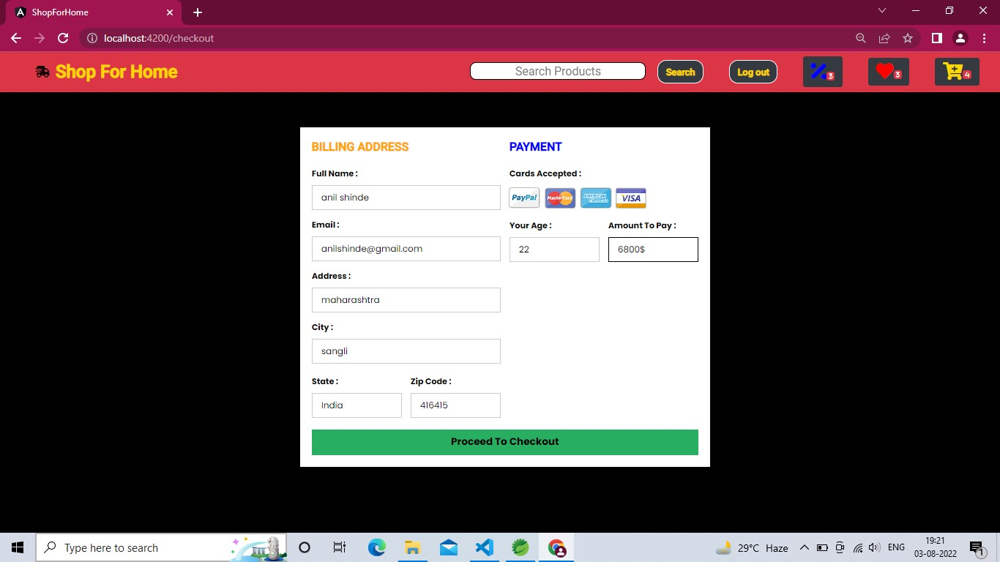 ShopForHome
localhost:4200/checkout
Shop For Home
Search Products
Search
Log out
3
3
4
BILLING ADDRESS
Full Name :
anil shinde
Email :
anilshinde@gmail.com
Address :
maharashtra
City :
sangli
State :
Zip Code :
India
416415
PAYMENT
Cards Accepted :
PayPal
MasterCard
AMERICAN
EXPRESS
VISA
Your Age :
Amount To Pay :
22
6800$
Proceed To Checkout
Type here to search
29°C Haze
ENG
19:21
03-08-2022
1